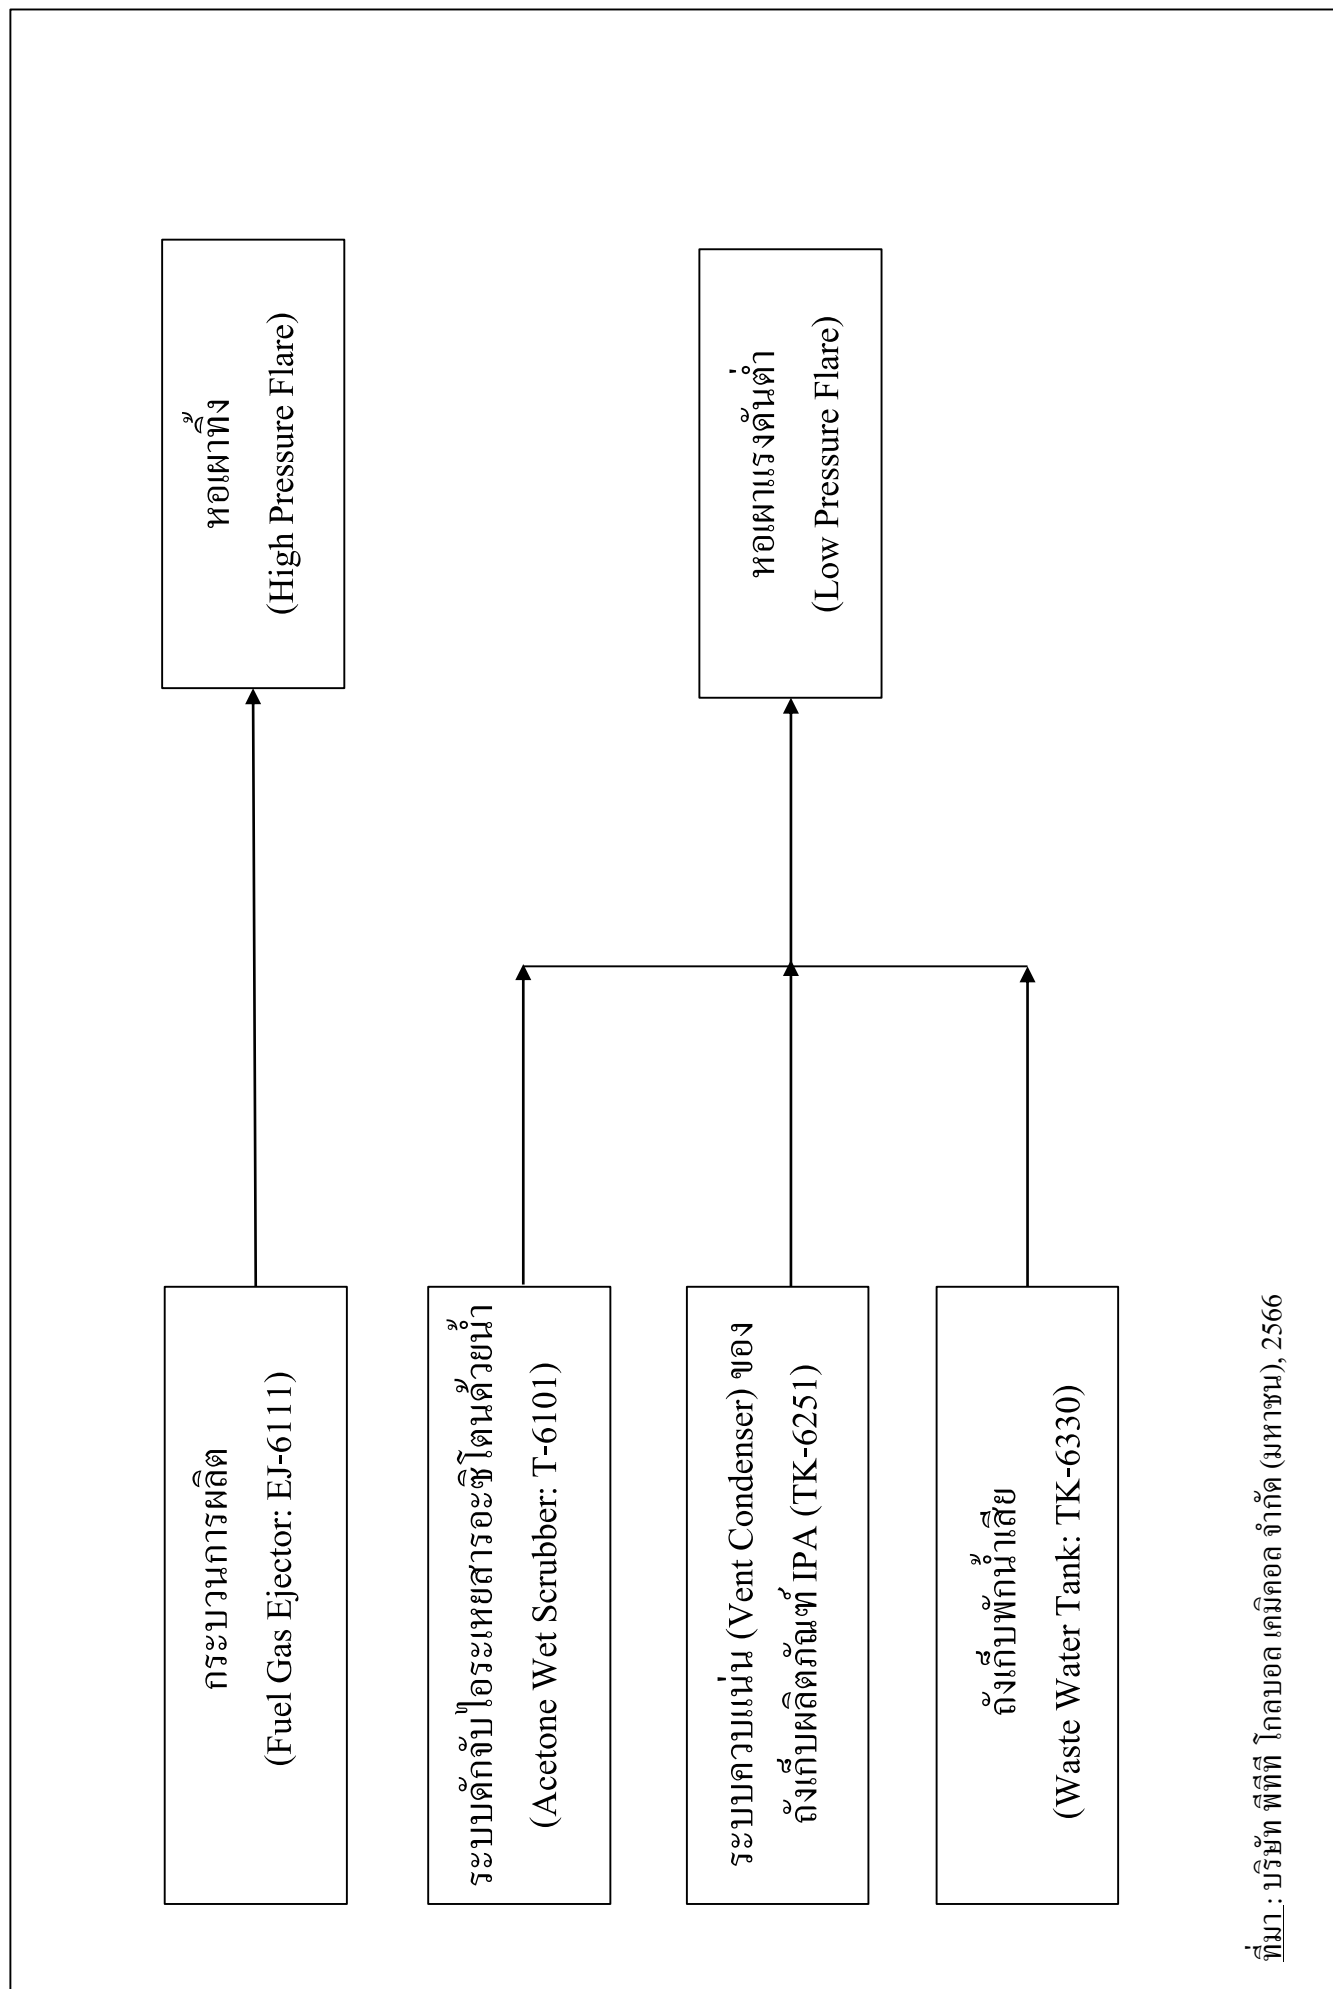 กระบวนการผลิต
(Fuel Gas Ejector: EJ-6111)
หอเผาทิ้ง
(High Pressure Flare)
ระบบดักจับไอระเหยสารอะซิโตนด้วยน้ำ
(Acetone Wet Scrubber: T-6101)
ระบบควบแน่น (Vent Condenser) ของ
ถังเก็บผลิตภัณฑ์ IPA (TK-6251)
หอเผาแรงดันต่ำ
(Low Pressure Flare)
ถังเก็บพักน้ำเสีย
(Waste Water Tank: TK-6330)
ที่มา : บริษัท พีทีที โกลบอล เคมิคอล จำกัด (มหาชน), 2566